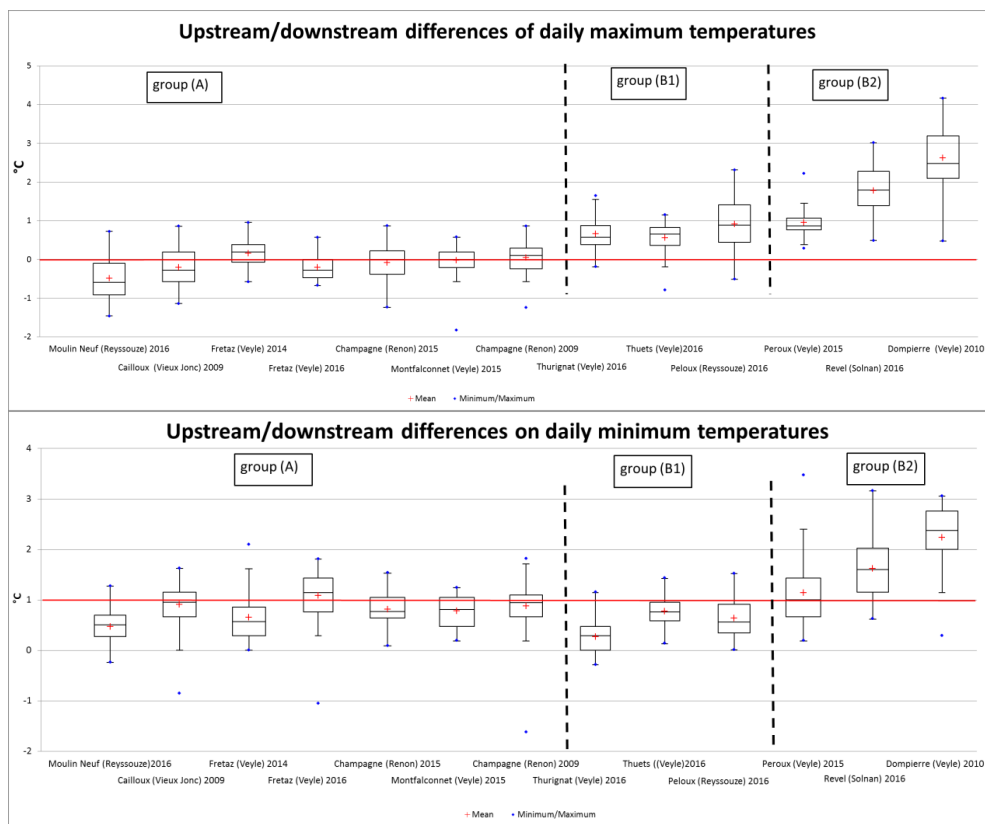 Upstream/downstream differences of daily maximum temperatures
group (A)
group (B1)
group (B2)
5
4
3
2
1
0
-1
-2
°C
Moulin Neuf (Reyssouze) 2016
Fretaz (Veyle) 2014
Champagne (Renon) 2015
Champagne (Renon) 2009
Thuets (Veyle)2016
Peroux (Veyle) 2015
Dompierre (Veyle) 2010
Cailloux (Vieux Jonc) 2009
Fretaz (Veyle) 2016
Montfalconnet (Veyle) 2015
Thurignat (Veyle) 2016
Peloux (Reyssouze) 2016
Revel (Solnan) 2016
+ Mean
• Minimum/Maximum
Upstream/downstream differences on daily minimum temperatures
group (A)
group (B1)
group (B2)
4
3
2
1
0
-1
-2
°C
Moulin Neuf (Reyssouze) 2016
Fretaz (Veyle) 2014
Champagne (Renon) 2015
Champagne (Renon) 2009
Thuets ((Veyle)2016
Peroux (Veyle) 2015
Dompierre (Veyle) 2010
Cailloux (Vieux Jonc) 2009
Fretaz (Veyle) 2016
Montfalconnet (Veyle) 2015
Thurignat (Veyle) 2016
Peloux (Reyssouze) 2016
Revel (Solnan) 2016
+ Mean
• Minimum/Maximum